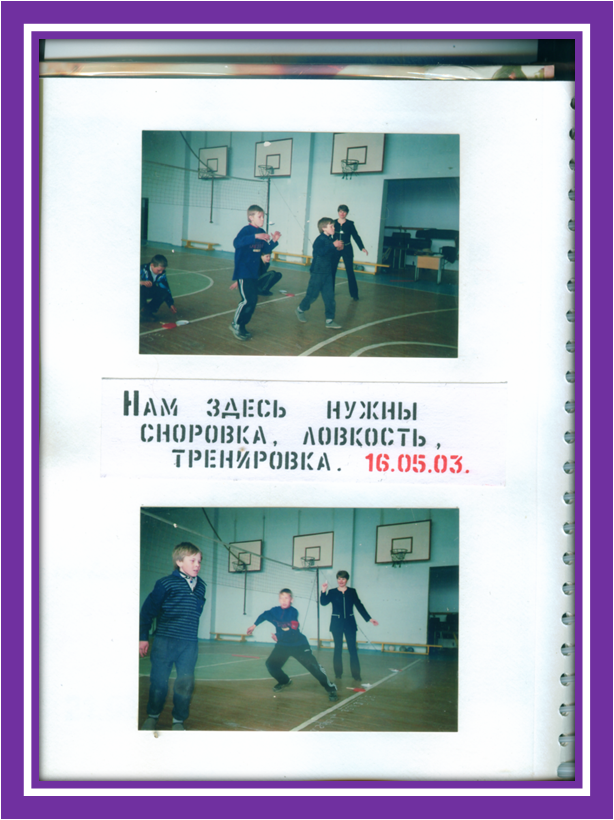 Нам здесь нужны
сноровка, ловкость,
тренировка. 16.05.03.